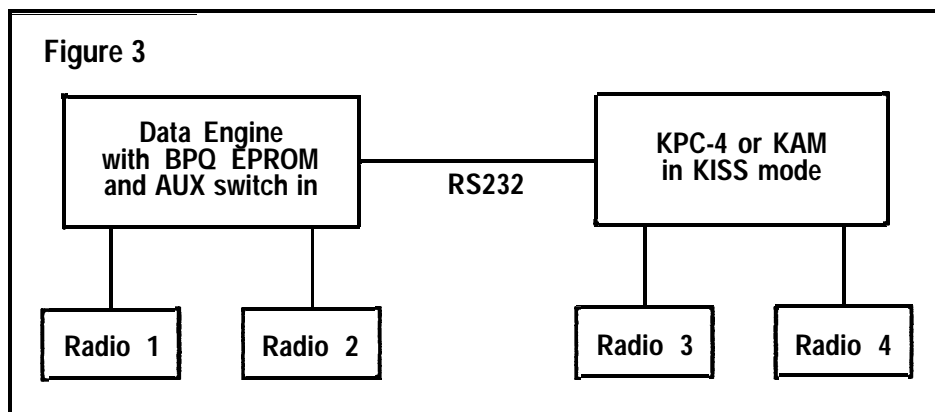 Figure 3
Data Engine
with BPQ EPROM
and AUX switch in
RS232
KPC-4 or KAM
in KISS mode
Radio 1
Radio 2
Radio 3
Radio 4